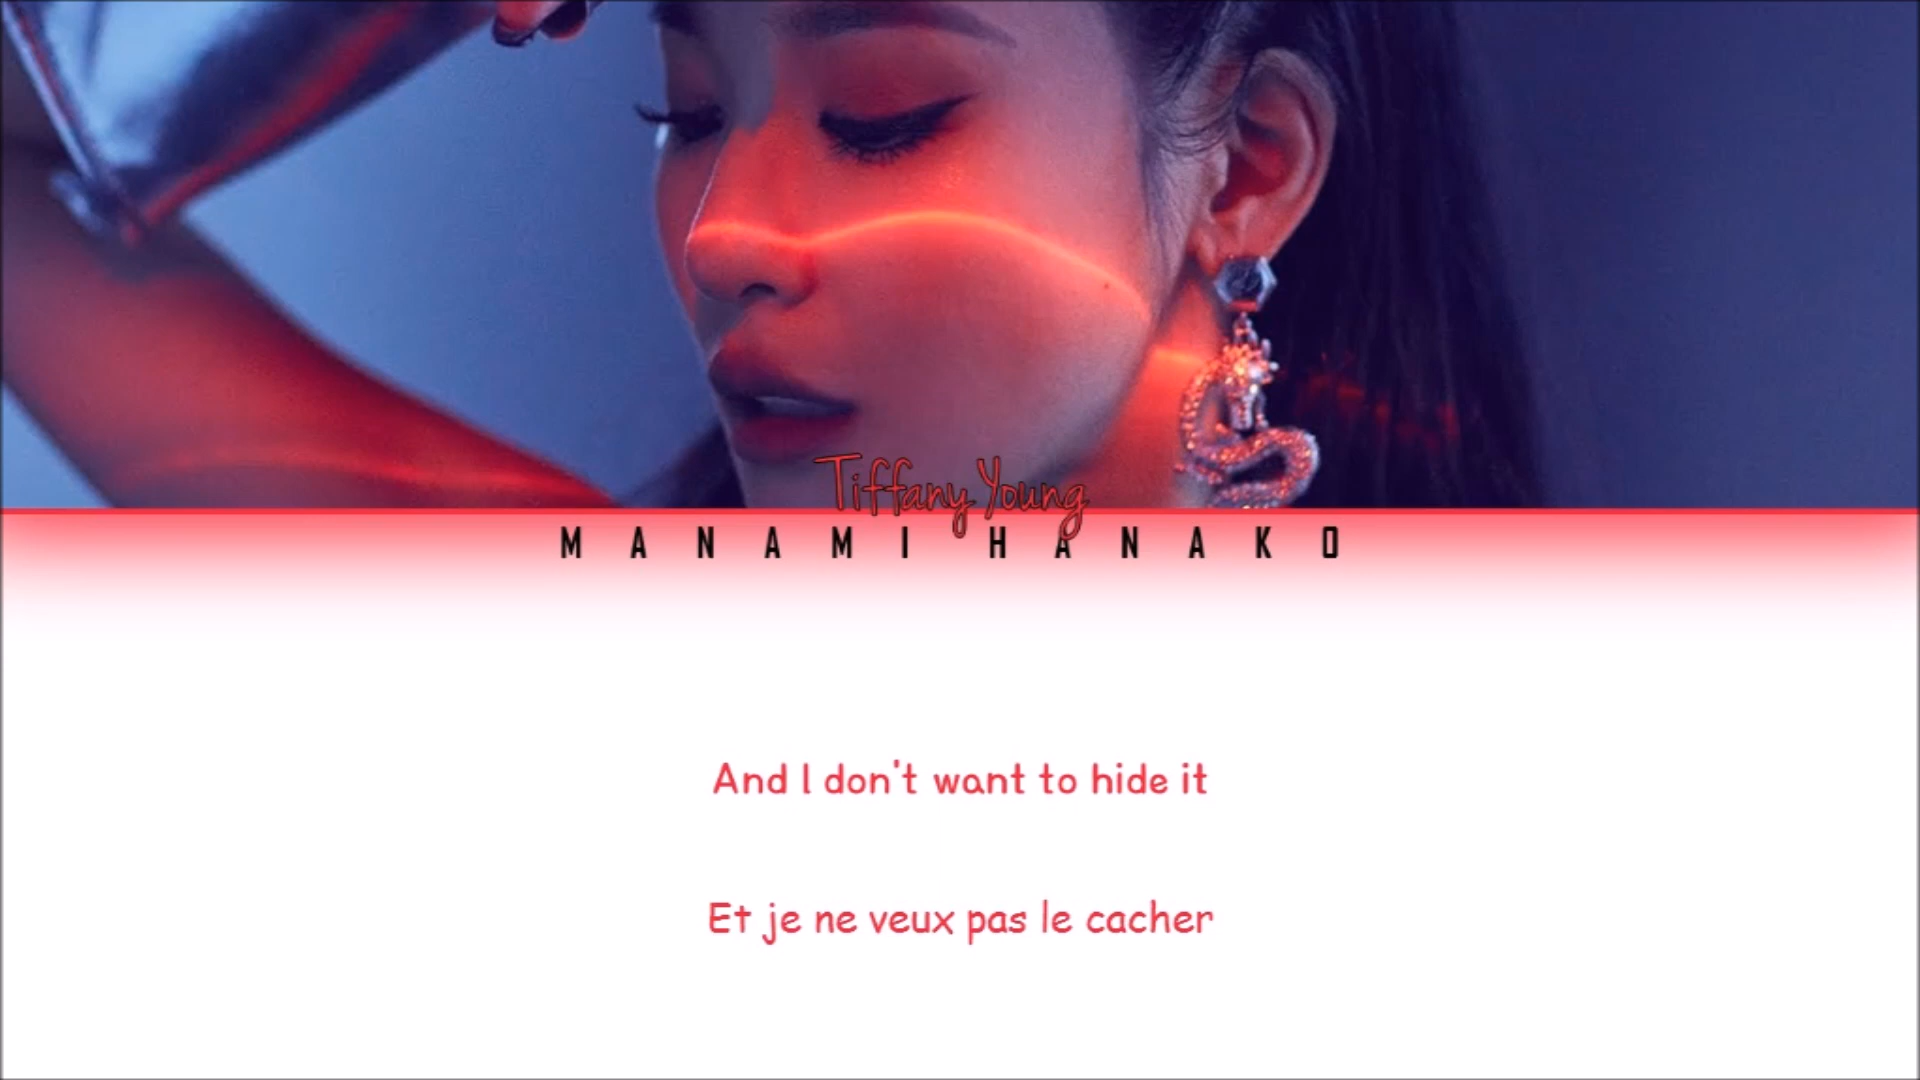 Tiffany Young
MANAMI HANAKO
And I don't want to hide it
Et je ne veux pas le cacher